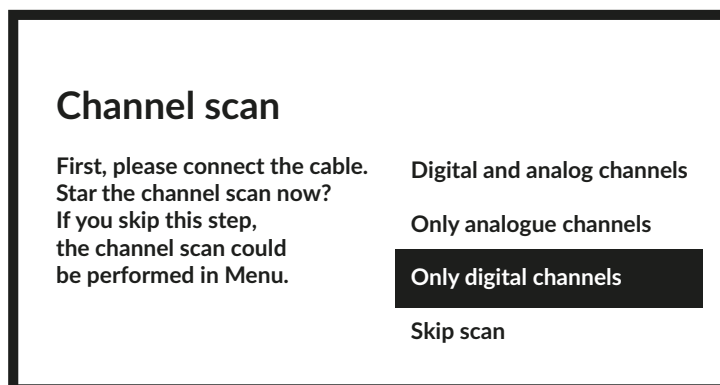 Channel scan
First, please connect the cable.
Star the channel scan now?
If you skip this step,
the channel scan could
be performed in Menu.
Digital and analog channels
Only analogue channels
Only digital channels
Skip scan